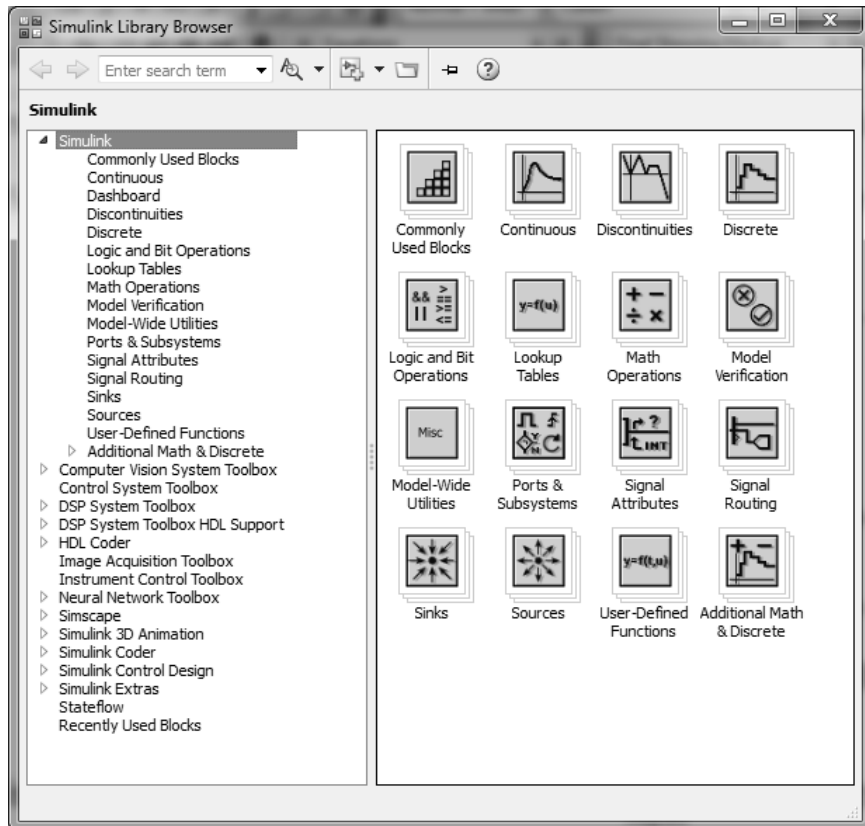 Simulink Library Browser
Enter search term
Simulink
Simulink
Commonly Used Blocks
Continuous
Dashboard
Discontinuities
Discrete
Logic and Bit Operations
Lookup Tables
Math Operations
Model Verification
Model-Wide Utilities
Ports & Subsystems
Signal Attributes
Signal Routing
Sinks
Sources
User-Defined Functions
Additional Math & Discrete
Computer Vision System Toolbox
Control System Toolbox
DSP System Toolbox
DSP System Toolbox HDL Support
HDL Coder
Image Acquisition Toolbox
Instrument Control Toolbox
Neural Network Toolbox
Simscape
Simulink 3D Animation
Simulink Coder
Simulink Control Design
Simulink Extras
Stateflow
Recently Used Blocks
Commonly
Used Blocks
Continuous
Discontinuities
Discrete
&& >
== 
|| >=
<=
Logic and Bit
Operations
y=f(u)
Lookup
Tables
+ −
÷ ×
Math
Operations
Model
Verification
Misc
Model-Wide
Utilities
Y
N
Ports &
Subsystems
?
INT
Signal
Attributes
Signal
Routing
Sinks
Sources
y=f(t,u)
User-Defined
Functions
+ −
Additional Math
& Discrete